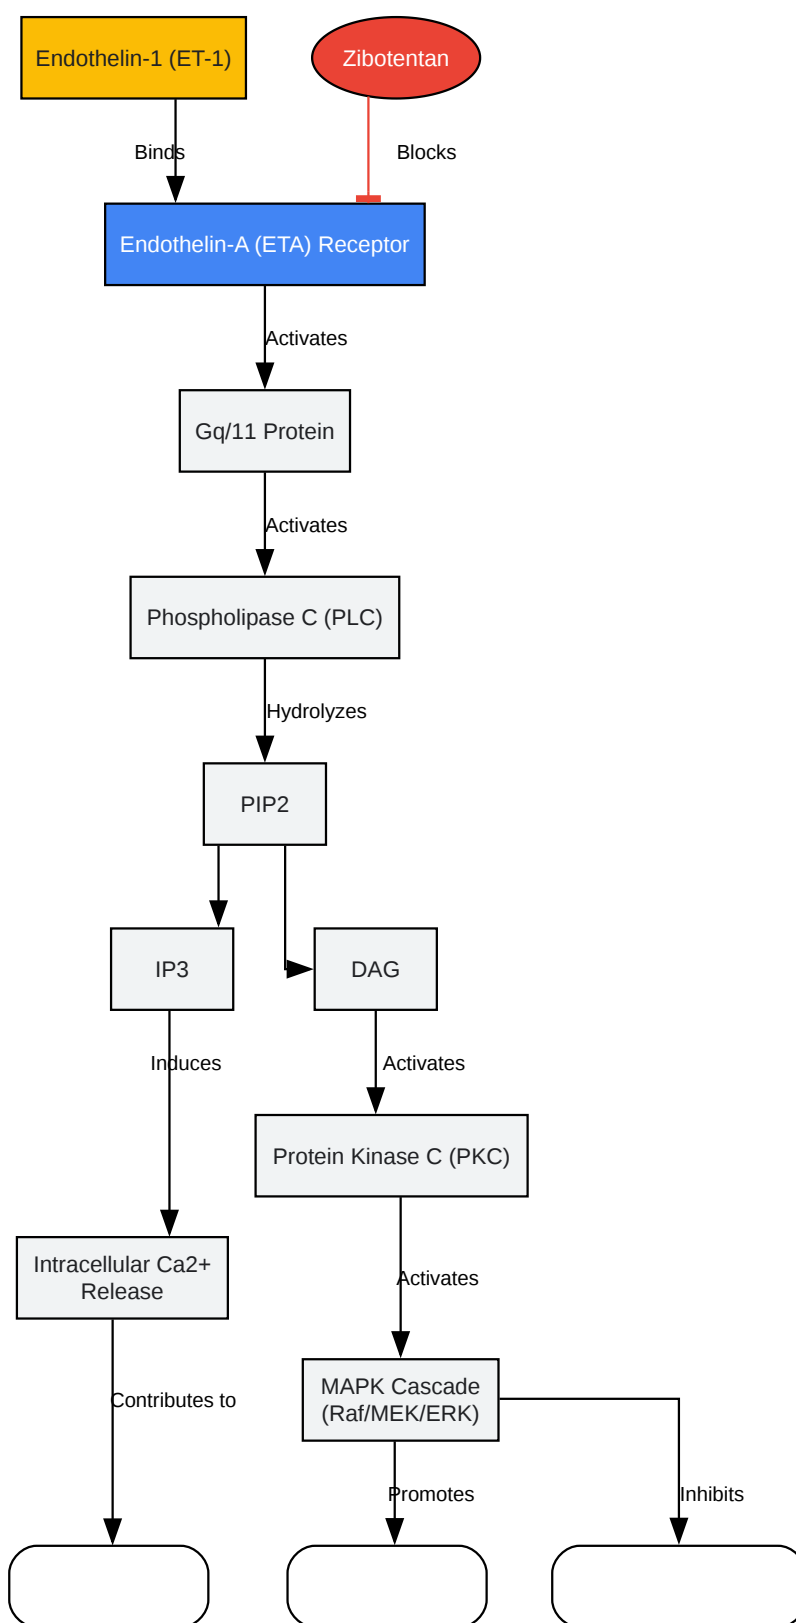 Endothelin-1 (ET-1)
Zibotentan
Binds
Blocks
Endothelin-A (ETA) Receptor
Activates
Gq/11 Protein
Activates
Phospholipase C (PLC)
Hydrolyzes
PIP2
IP3
DAG
Induces
Activates
Protein Kinase C (PKC)
Intracellular Ca2+
Release
Activates
MAPK Cascade
(Raf/MEK/ERK)
Contributes to
Promotes
Inhibits